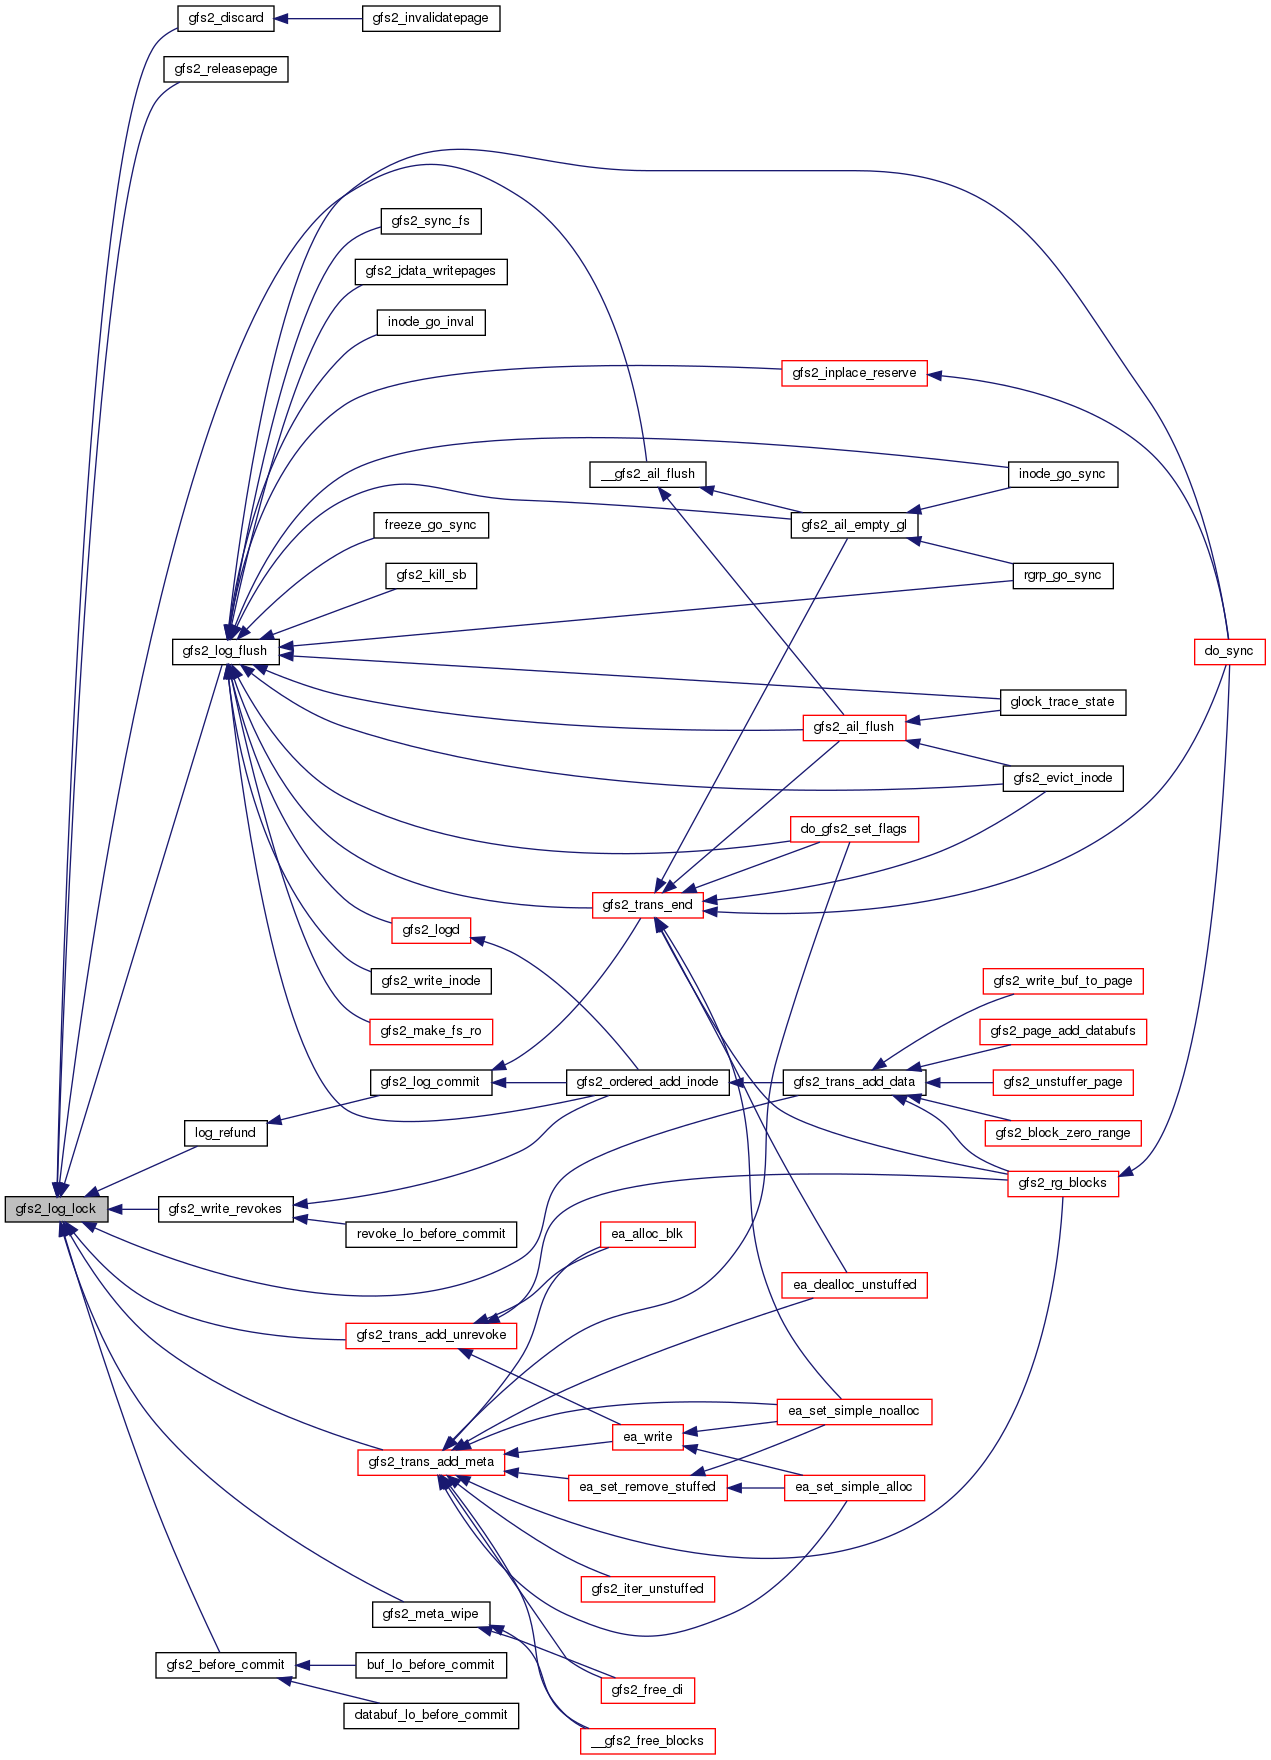 gfs2_discard
gfs2_invalidatepage
gfs2_releasepage
gfs2_sync_fs
gfs2_jdata_writepages
inode_go_inval
gfs2_inplace_reserve
__gfs2_ail_flush
inode_go_sync
freeze_go_sync
gfs2_ail_empty_gl
gfs2_kill_sb
rgrp_go_sync
gfs2_log_flush
do_sync
glock_trace_state
gfs2_ail_flush
gfs2_evict_inode
do_gfs2_set_flags
gfs2_trans_end
gfs2_logd
gfs2_write_inode
gfs2_write_buf_to_page
gfs2_make_fs_ro
gfs2_page_add_databufs
gfs2_log_commit
gfs2_ordered_add_inode
gfs2_trans_add_data
gfs2_unstuffer_page
log_refund
gfs2_block_zero_range
gfs2_rg_blocks
gfs2_log_lock
gfs2_write_revokes
revoke_lo_before_commit
ea_alloc_blk
ea_dealloc_unstuffed
gfs2_trans_add_unrevoke
ea_set_simple_noalloc
ea_write
gfs2_trans_add_meta
ea_set_remove_stuffed
ea_set_simple_alloc
gfs2_iter_unstuffed
gfs2_meta_wipe
gfs2_before_commit
buf_lo_before_commit
gfs2_free_di
databuf_lo_before_commit
__gfs2_free_blocks